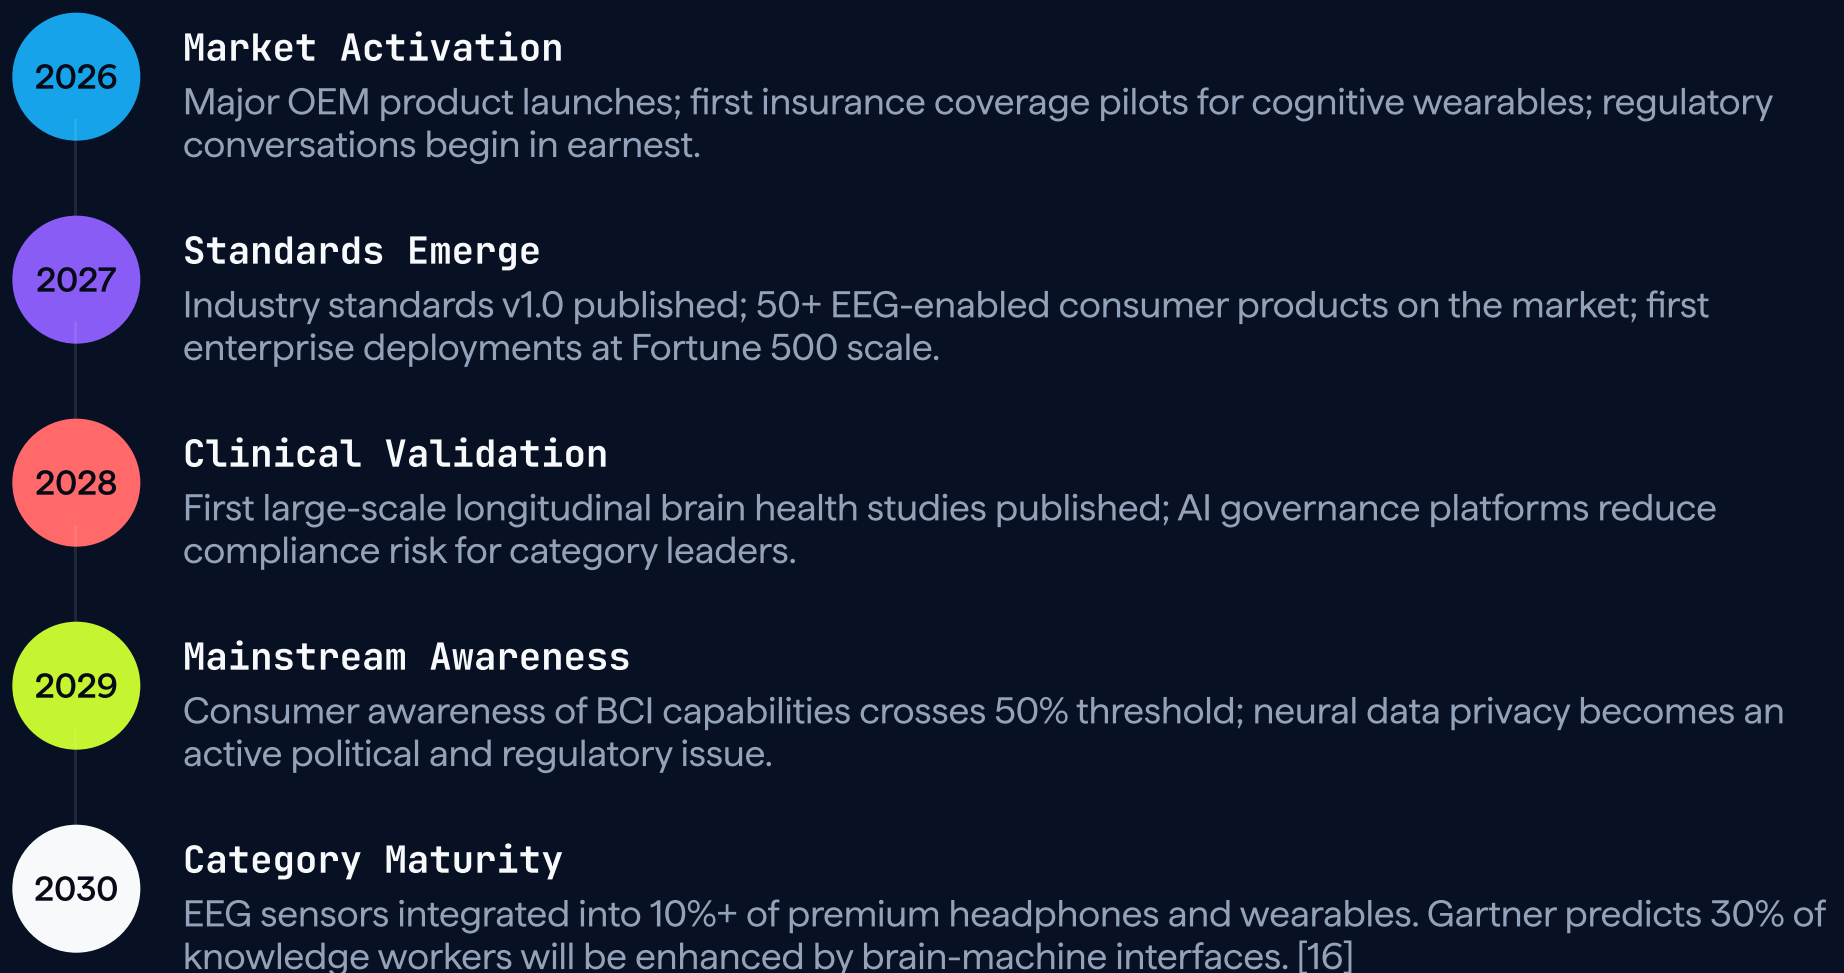 2026
Market Activation
Major OEM product launches; first insurance coverage pilots for cognitive wearables; regulatory
conversations begin in earnest.
2027
Standards Emerge
Industry standards v1.0 published; 50+ EEG-enabled consumer products on the market; first
enterprise deployments at Fortune 500 scale.
2028
Clinical Validation
First large-scale longitudinal brain health studies published; AI governance platforms reduce
compliance risk for category leaders.
2029
Mainstream Awareness
Consumer awareness of BCI capabilities crosses 50% threshold; neural data privacy becomes an
active political and regulatory issue.
2030
Category Maturity
EEG sensors integrated into 10%+ of premium headphones and wearables. Gartner predicts 30% of
knowledge workers will be enhanced by brain-machine interfaces. [16]